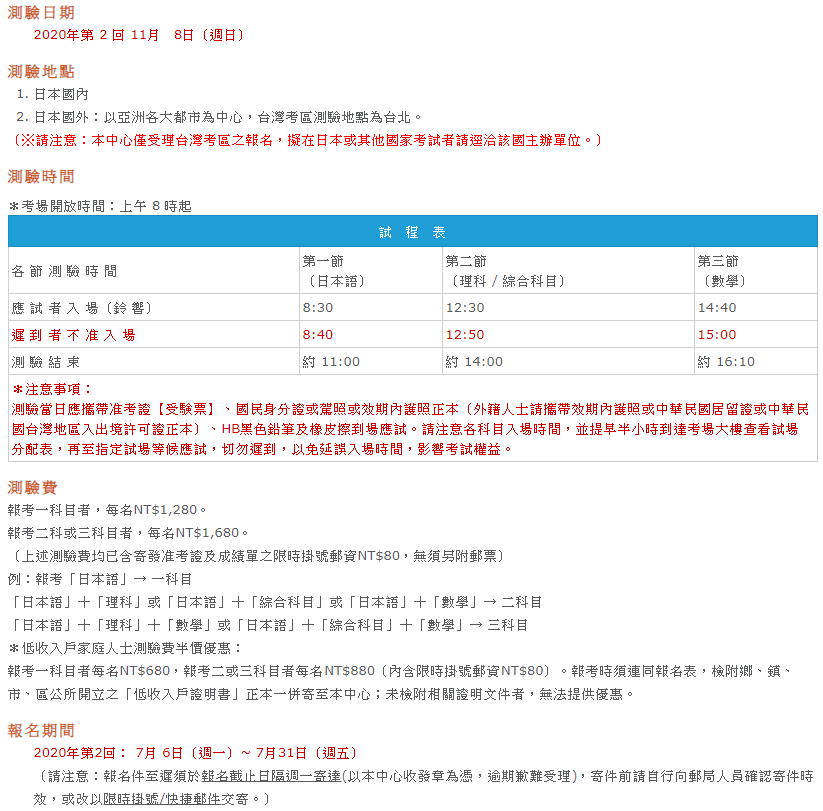 測驗日期
2020年第 2 回 11月　8日（週日）
測驗地點
1. 日本國內
2. 日本國外：以亞洲各大都市為中心，台灣考區測驗地點為台北。
（※請注意：本中心僅受理台灣考區之報名，擬在日本或其他國家考試者請逕洽該國主辦單位。）
測驗時間
＊考場開放時間：上午 8 時起
試　程　表
各 節 測 驗 時 間　第一節（日本語）　第二節（理科 / 綜合科目）　第三節（數學）
應 試 者 入 場（鈴 響）　8:30　12:30　14:40
遲 到 者 不 准 入 場　8:40　12:50　15:00
測 驗 結 束　約 11:00　約 14:00　約 16:10
＊注意事項：
測驗當日應攜帶准考證【受験票】、國民身分證或駕照或效期內護照正本（外籍人士請攜帶效期內護照或中華民國居留證或中華民
國台灣地區入出境許可證正本）、HB黑色鉛筆及橡皮擦到場應試。請注意各科目入場時間，並提早半小時到達考場大樓查看試場
分配表，再至指定試場等候應試，切勿遲到，以免延誤入場時間，影響考試權益。
測驗費
報考一科目者，每名NT$1,280。
報考二科或三科目者，每名NT$1,680。
（上述測驗費均已含寄發准考證及成績單之限時掛號郵資NT$80，無須另附郵票）
例：報考「日本語」→ 一科目
「日本語」＋「理科」或「日本語」＋「綜合科目」或「日本語」＋「數學」→ 二科目
「日本語」＋「理科」＋「數學」或「日本語」＋「綜合科目」＋「數學」→ 三科目
＊低收入戶家庭人士測驗費半價優惠：
報考一科目者每名NT$680，報考二或三科目者每名NT$880（內含限時掛號郵資NT$80）。報考時須連同報名表，檢附鄉、鎮、
市、區公所開立之「低收入戶證明書」正本一併寄至本中心；未檢附相關證明文件者，無法提供優惠。
報名期間
2020年第2回： 7月 6日（週一）~ 7月31日（週五）
（請注意：報名件至遲須於報名截止日隔週一寄達(以本中心收發章為憑，逾期歉難受理)，寄件前請自行向郵局人員確認寄件時
效，或改以限時掛號/快捷郵件交寄。）